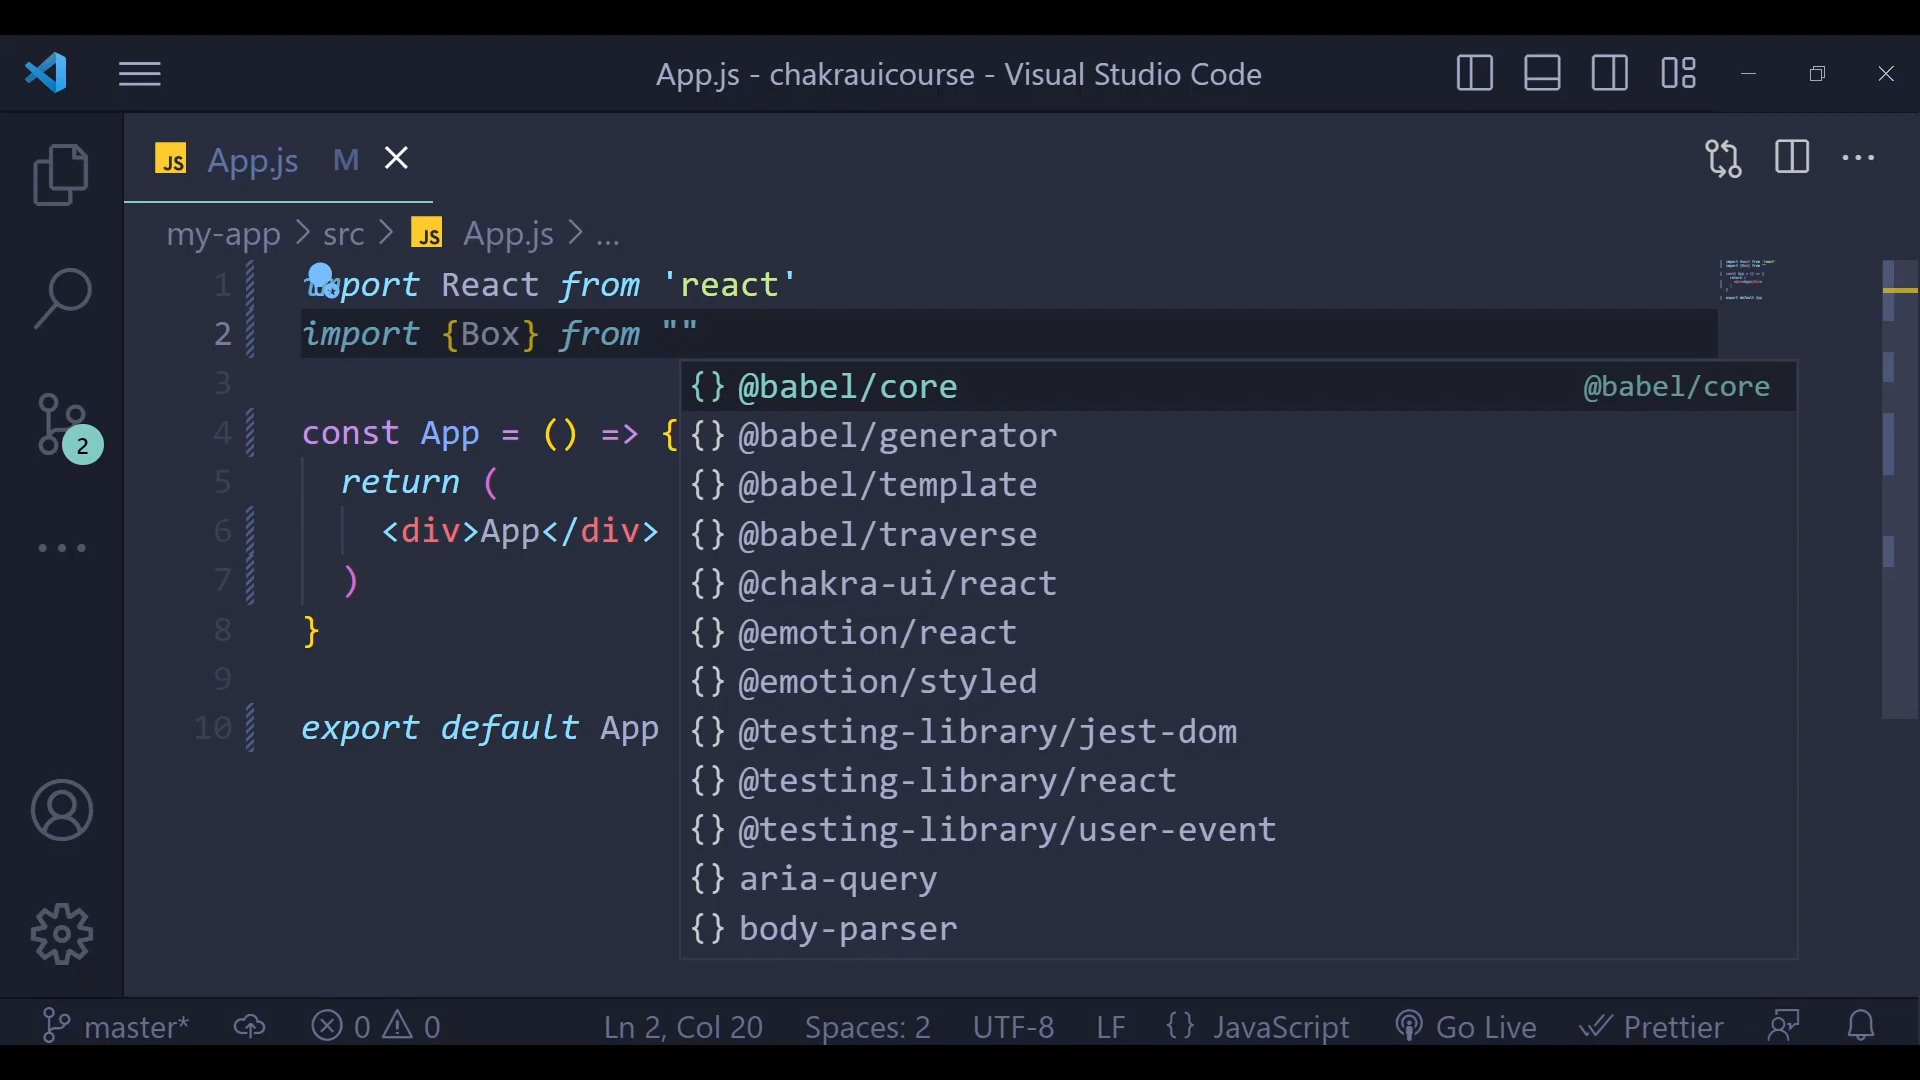 App.js - chakrauicourse - Visual Studio Code
JS App.js M
my-app > src > JS App.js > ...
1 import React from 'react'
2 import {Box} from ""
3
4 const App = () => {
5 return (
6 <div>App</div>
7 )
8 }
9
10 export default App
{} @babel/core @babel/core
{} @babel/generator
{} @babel/template
{} @babel/traverse
{} @chakra-ui/react
{} @emotion/react
{} @emotion/styled
{} @testing-library/jest-dom
{} @testing-library/react
{} @testing-library/user-event
{} aria-query
{} body-parser
2
master* 0 0 Ln 2, Col 20 Spaces: 2 UTF-8 LF {} JavaScript Go Live Prettier